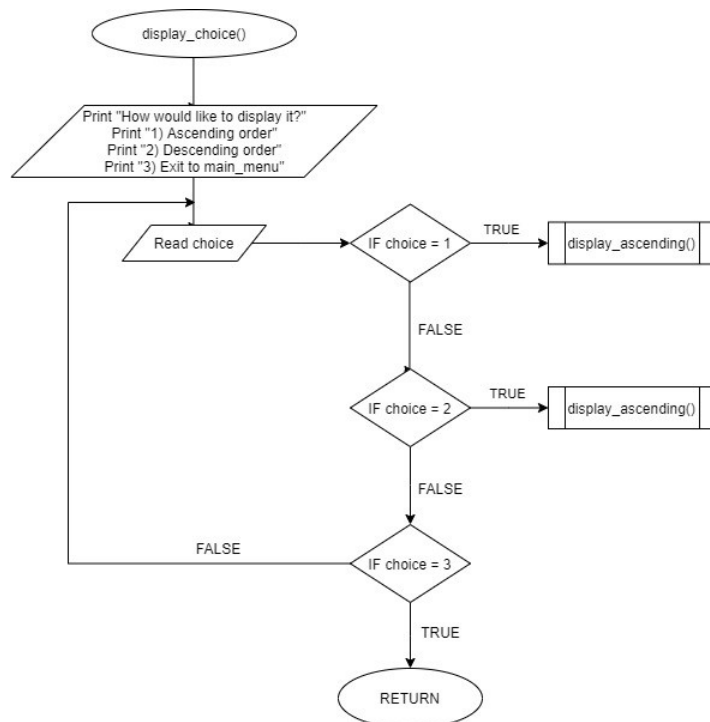 display_choice()
Print "How would like to display it?"
Print "1) Ascending order"
Print "2) Descending order"
Print "3) Exit to main_menu"
Read choice
IF choice = 1
TRUE
display_ascending()
FALSE
IF choice = 2
TRUE
display_ascending()
FALSE
IF choice = 3
FALSE
TRUE
RETURN